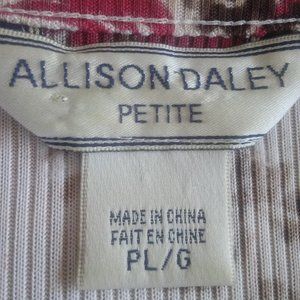 ALLISON DALEY
PETITE
MADE IN CHINA
FAIT EN CHINE
PL/G